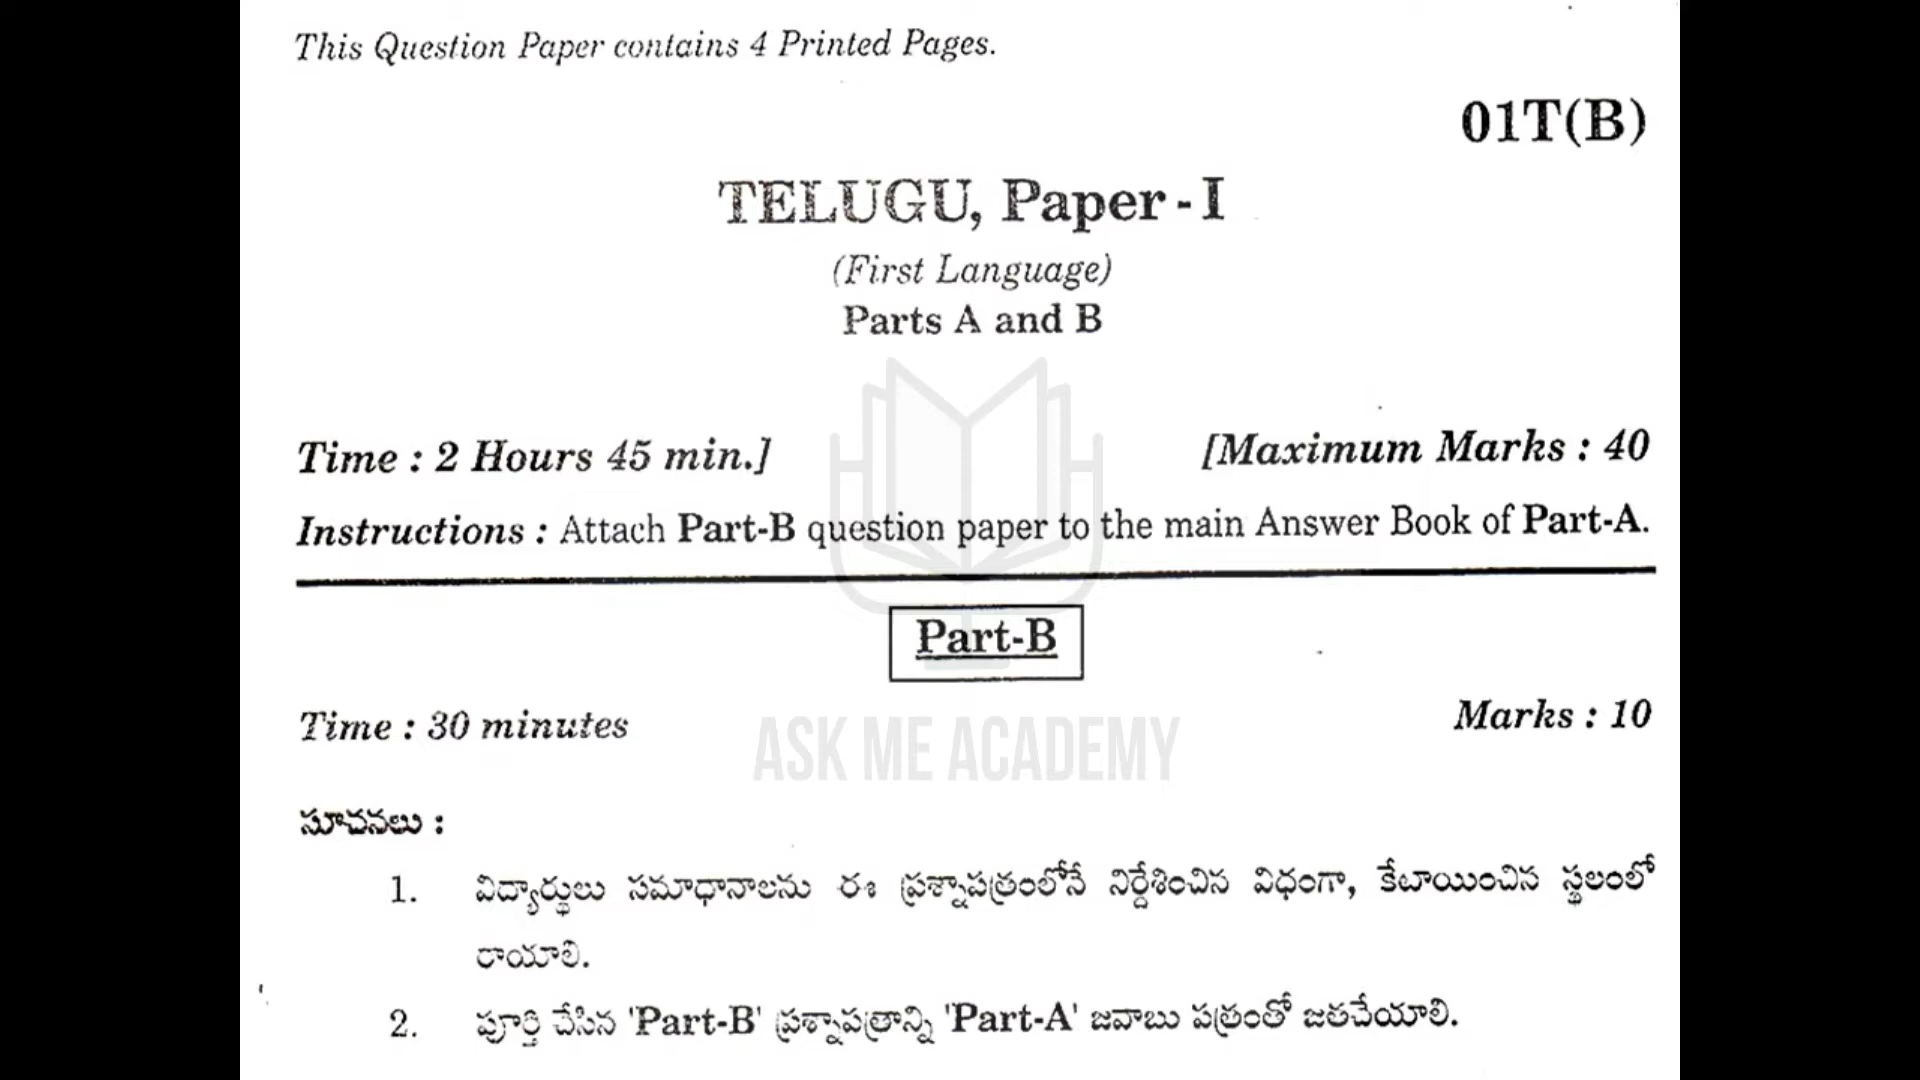 This Question Paper contains 4 Printed Pages.
01T(B)
TELUGU, Paper - I
(First Language)
Parts A and B
Time : 2 Hours 45 min.]
[Maximum Marks : 40
Instructions : Attach Part-B question paper to the main Answer Book of Part-A.
Part-B
Time : 30 minutes
Marks : 10
ASK ME ACADEMY
సూచనలు :
1. విద్యార్థులు సమాధానాలను ఈ ప్రశ్నాపత్రంలోనే నిర్దేశించిన విధంగా, కేటాయించిన స్థలంలో
రాయాలి.
2. పూర్తి చేసిన 'Part-B' ప్రశ్నాపత్రాన్ని 'Part-A' జవాబు పత్రంతో జతచేయాలి.